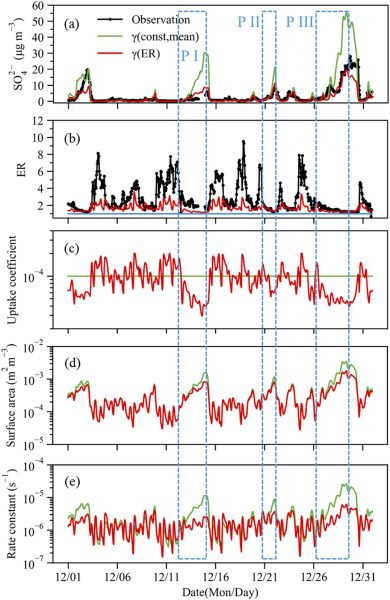 (a)
Observation
γ(const,mean)
γ(ER)
P I
P II
P III
SO₄²⁻ (μg m⁻³)
60
50
40
30
20
10
0
(b)
ER
12
10
8
6
4
2
(c)
Uptake coefficient
10⁻⁴
(d)
Surface area (m² m⁻³)
10⁻²
10⁻³
10⁻⁴
10⁻⁵
(e)
Rate constant (s⁻¹)
10⁻⁴
10⁻⁵
10⁻⁶
10⁻⁷
12/01 12/06 12/11 12/16 12/21 12/26 12/31
Date(Mon/Day)